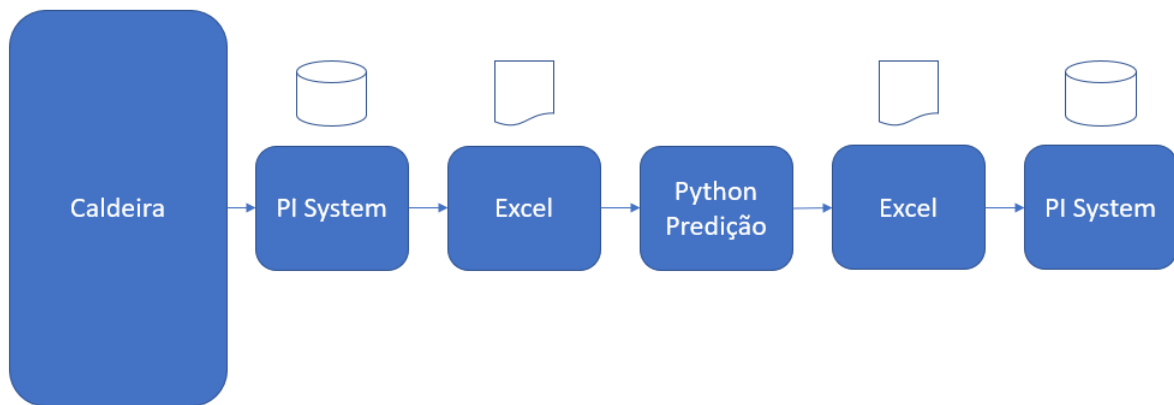 Caldeira
PI System
Excel
Python
Predição
Excel
PI System